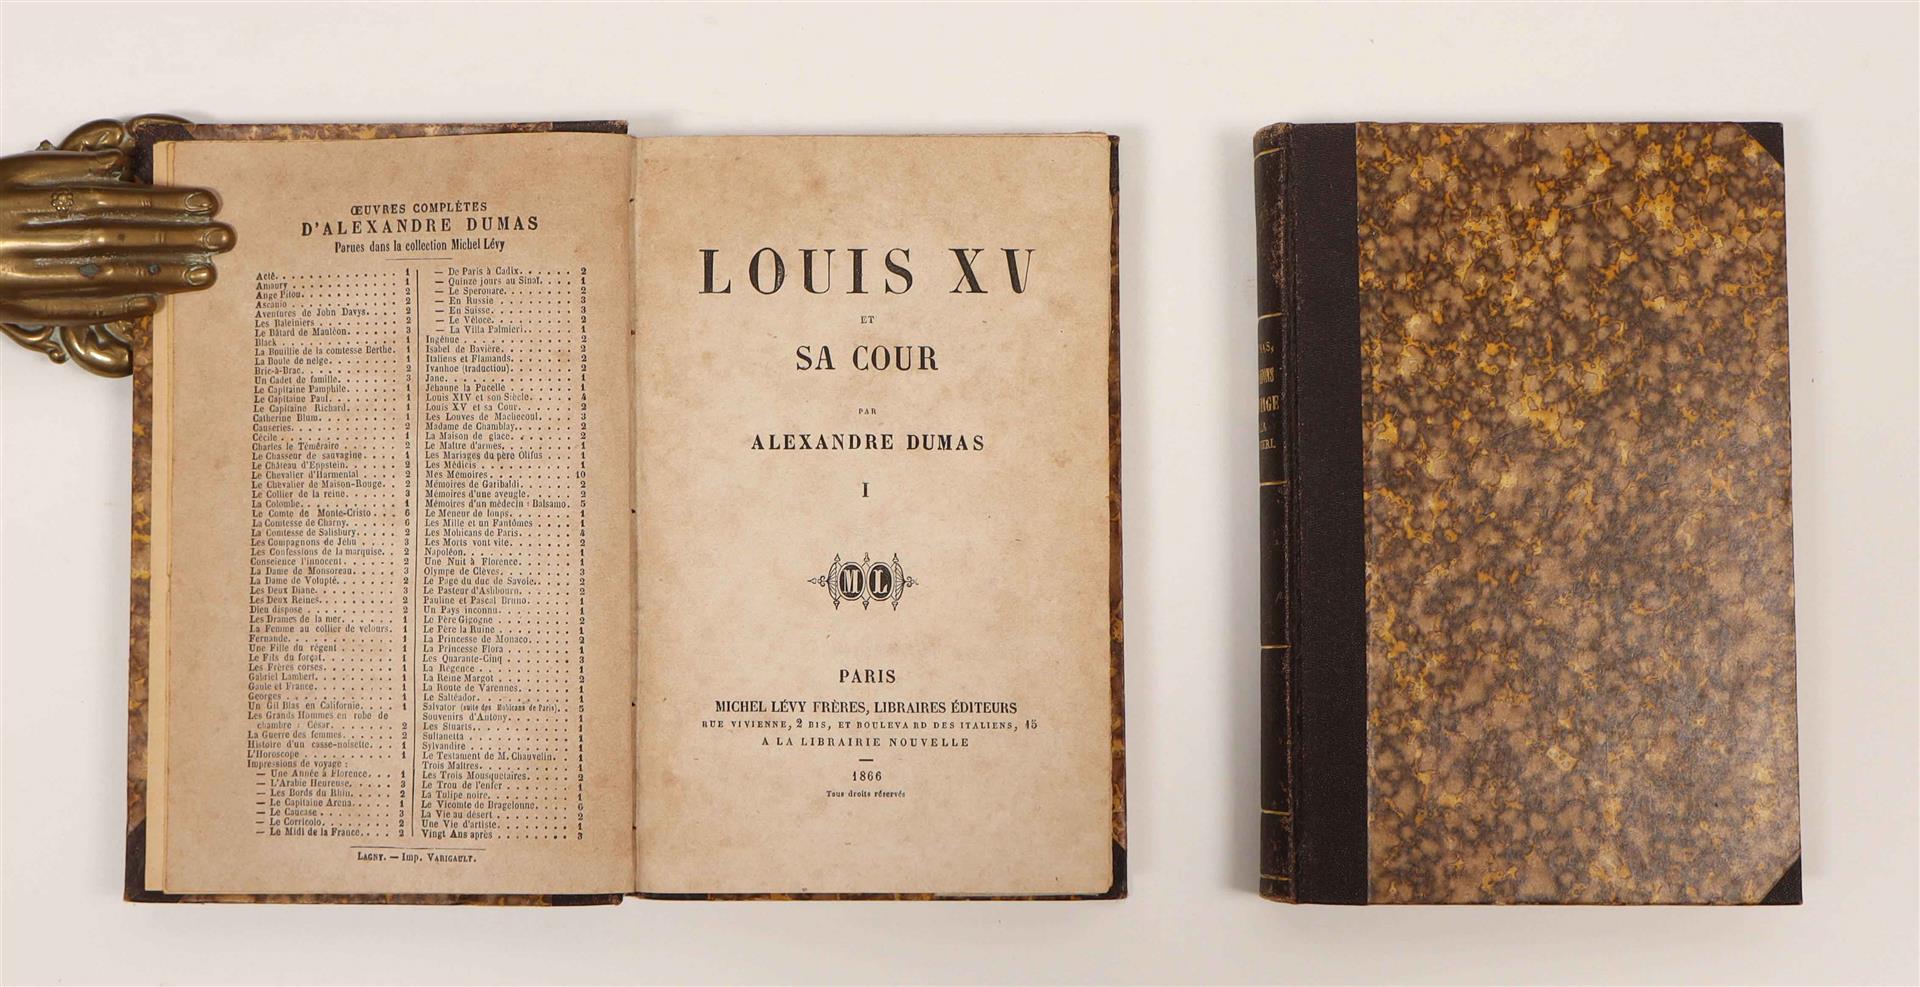 ŒUVRES COMPLÈTES
D'ALEXANDRE DUMAS
Parues dans la collection Michel Lévy
Acté. 1
Amaury 1
Ange Pitou. 2
Ascanio 2
Aventures de John Davys. 2
Les Baleiniers 2
Le Bâtard de Mauléon. 3
Black 1
La Bouillie de la comtesse Berthe. 1
La Boule de neige. 1
Bric-à-Brac. 2
Un Cadet de famille. 3
Le Capitaine Pamphile. 1
Le Capitaine Paul. 1
Le Capitaine Richard. 1
Catherine Blum. 1
Causeries. 2
Cécile 1
Charles le Téméraire 2
Le Chasseur de sauvagine. 1
Le Château d'Eppstein. 2
Le Chevalier d'Harmental 2
Le Chevalier de Maison-Rouge. 2
Le Collier de la reine. 3
La Colombe. 1
Le Comte de Monte-Cristo 6
La Comtesse de Charny. 6
La Comtesse de Salisbury. 2
Les Compagnons de Jéhu 3
Les Confessions de la marquise. 2
Conscience l'innocent. 2
La Dame de Monsoreau. 3
La Dame de Volupté. 2
Les Deux Diane. 3
Les Deux Reines. 2
Dieu dispose 2
Les Drames de la mer. 1
La Femme au collier de velours. 1
Fernande. 1
Une Fille du régent 1
Le Fils du forçat. 1
Les Frères corses. 1
Gabriel Lambert. 1
Gaule et France. 1
Georges 1
Un Gil Blas en Californie. 1
Les Grands Hommes en robe de
chambre : César. 2
La Guerre des femmes. 2
Histoire d'un casse-noisette. 1
L'Horoscope 1
Impressions de voyage :
— Une Année à Florence. 1
— L'Arabie Heureuse. 3
— Les Bords du Rhin. 2
— Le Capitaine Arena. 1
— Le Caucase 3
— Le Corricolo. 2
— Le Midi de la France. 2
— De Paris à Cadix. 2
— Quinze jours au Sinaï. 1
— Le Speronare. 2
— En Russie 3
— En Suisse. 3
— Le Véloce. 2
— La Villa Palmieri. 1
Ingénue 2
Isabel de Bavière. 2
Italiens et Flamands. 2
Ivanhoe (traduction). 2
Jane. 1
Jehanne la Pucelle 1
Louis XIV et son Siècle. 4
Louis XV et sa Cour. 2
Les Louves de Machecoul. 3
Madame de Chamblay. 2
La Maison de glace. 2
Le Maître d'armes. 1
Les Mariages du père Olifus 1
Les Médicis 1
Mes Mémoires 10
Mémoires de Garibaldi. 2
Mémoires d'une aveugle. 2
Mémoires d'un médecin : Balsamo. 5
Le Meneur de loups. 1
Les Mille et un Fantômes 1
Les Mohicans de Paris. 4
Les Morts vont vite. 2
Napoléon. 1
Une Nuit à Florence. 1
Olympe de Clèves. 3
Le Page du duc de Savoie. 2
Le Pasteur d'Ashbourn. 2
Pauline et Pascal Bruno. 1
Un Pays inconnu. 1
Le Père Gigogne 2
Le Père la Ruine 1
La Princesse de Monaco. 2
La Princesse Flora 1
Les Quarante-Cinq 3
La Régence 1
La Reine Margot 2
La Route de Varennes. 1
Le Saltéador. 1
Salvator (suite des Mohicans de Paris). 5
Souvenirs d'Antony. 1
Les Stuarts. 1
Sultanetta 1
Sylvandire 1
Le Testament de M. Chauvelin. 1
Trois Maîtres. 1
Les Trois Mousquetaires. 2
Le Trou de l'enfer 1
La Tulipe noire. 1
Le Vicomte de Bragelonne. 6
La Vie au désert 2
Une Vie d'artiste. 1
Vingt Ans après 3
LAGNY. — Imp. VARIGAULT.
LOUIS XV
ET
SA COUR
PAR
ALEXANDRE DUMAS
I
ML
PARIS
MICHEL LÉVY FRÈRES, LIBRAIRES ÉDITEURS
RUE VIVIENNE, 2 BIS, ET BOULEVARD DES ITALIENS, 15
A LA LIBRAIRIE NOUVELLE
1866
Tous droits réservés